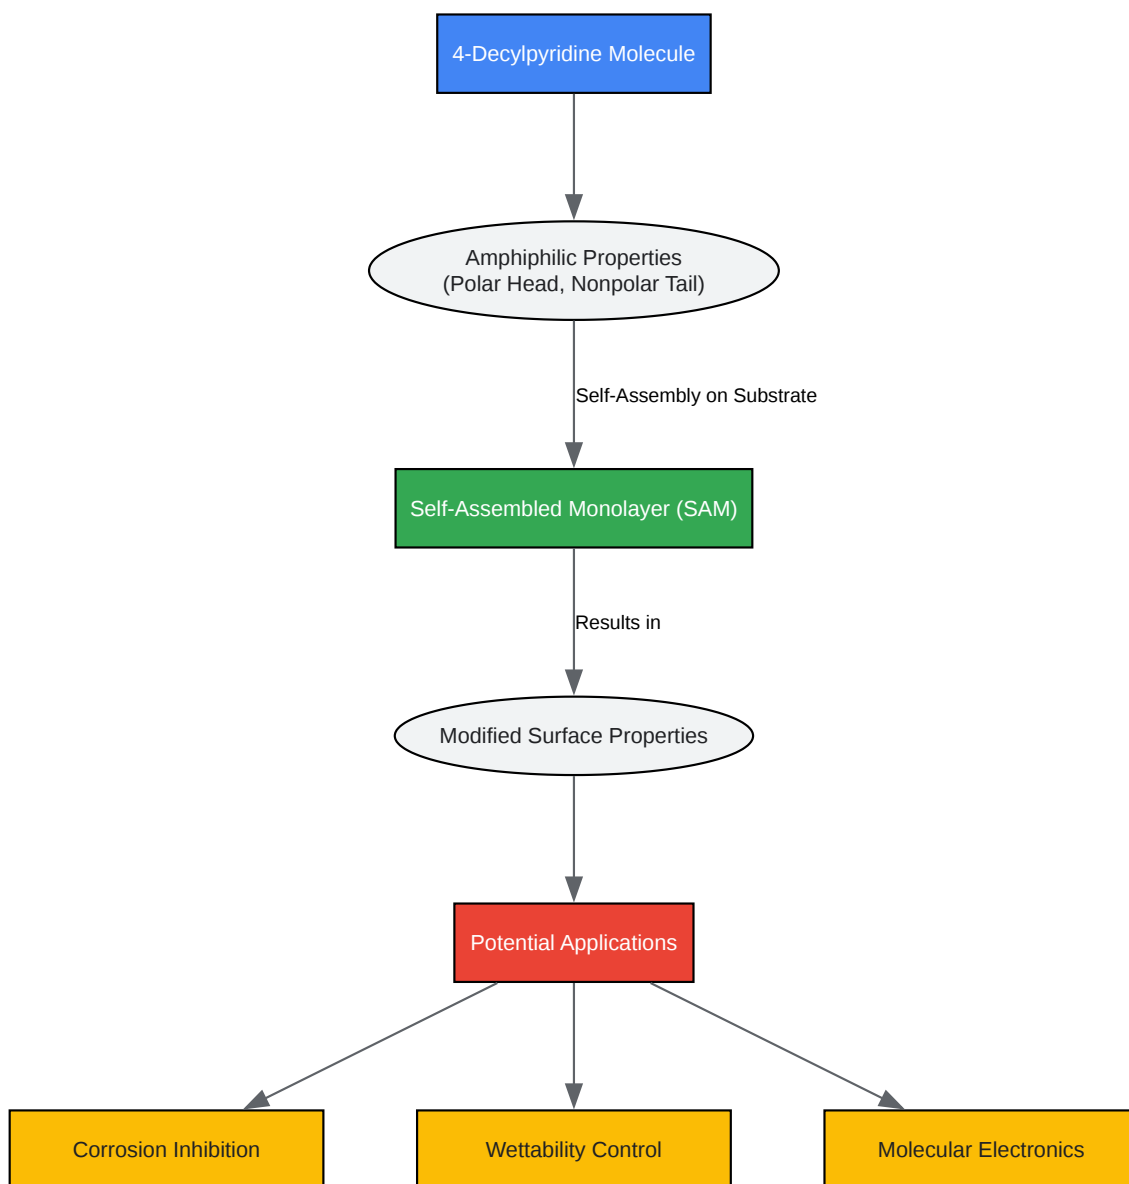 4-Decylpyridine Molecule
Amphiphilic Properties
(Polar Head, Nonpolar Tail)
Self-Assembly on Substrate
Self-Assembled Monolayer (SAM)
Results in
Modified Surface Properties
Potential Applications
Corrosion Inhibition
Wettability Control
Molecular Electronics